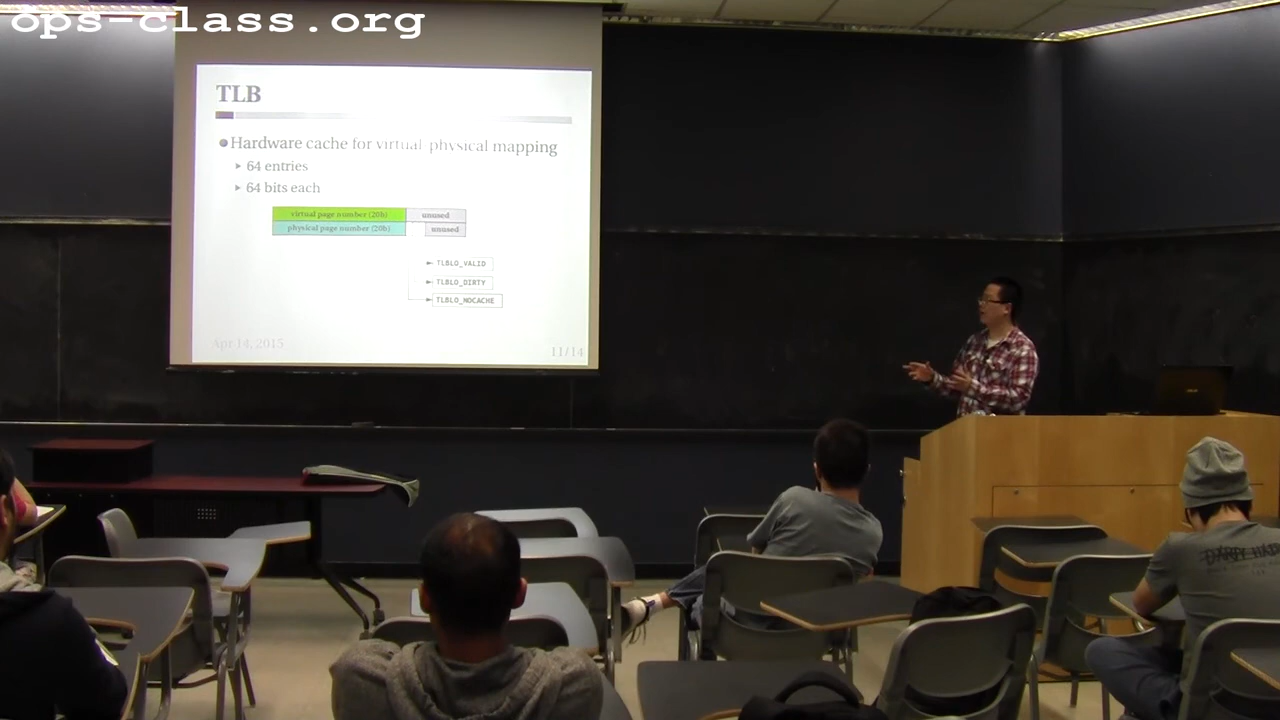 ops-class.org
TLB
Hardware cache for virtual-physical mapping
64 entries
64 bits each
virtual page number (20b) unused
physical page number (20b) unused
TLBLO_VALID
TLBLO_DIRTY
TLBLO_NOCACHE
Apr 14, 2015
11/14